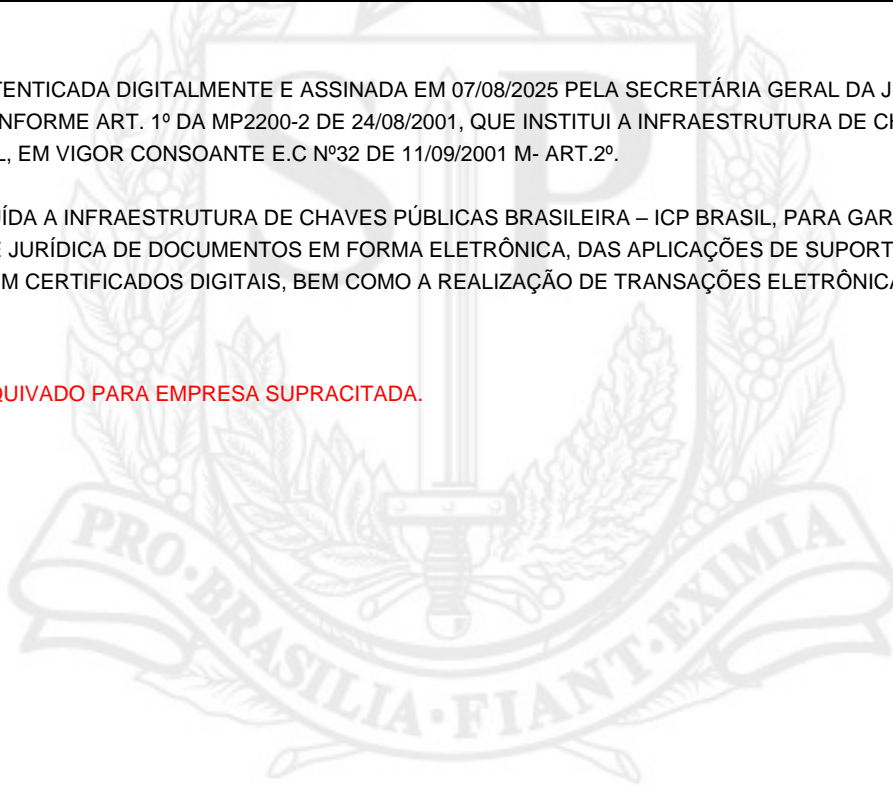 TENTICADA DIGITALMENTE E ASSINADA EM 07/08/2025 PELA SECRETÁRIA GERAL DA J
NFORME ART. 1º DA MP2200-2 DE 24/08/2001, QUE INSTITUI A INFRAESTRUTURA DE CH
L, EM VIGOR CONSOANTE E.C Nº32 DE 11/09/2001 M- ART.2º.
UÍDA A INFRAESTRUTURA DE CHAVES PÚBLICAS BRASILEIRA – ICP BRASIL, PARA GAR
E JURÍDICA DE DOCUMENTOS EM FORMA ELETRÔNICA, DAS APLICAÇÕES DE SUPORT
M CERTIFICADOS DIGITAIS, BEM COMO A REALIZAÇÃO DE TRANSAÇÕES ELETRÔNICA
QUIVADO PARA EMPRESA SUPRACITADA.
SP
PRO·BRASILIA·FIANT·EXIMIA